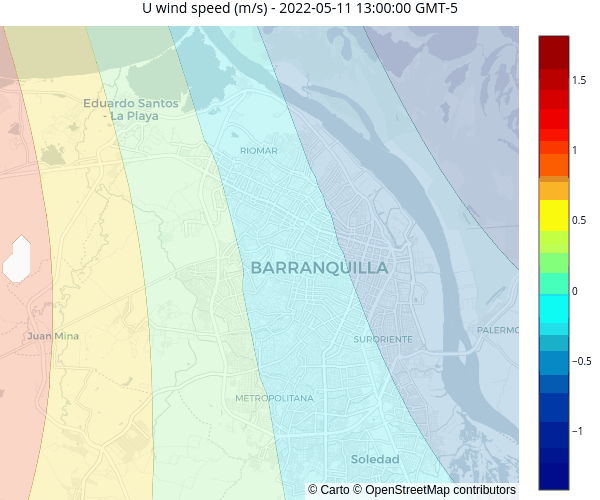 U wind speed (m/s) - 2022-05-11 13:00:00 GMT-5
Eduardo Santos
- La Playa
RIOMAR
BARRANQUILLA
Juan Mina
SURORIENTE
PALERMO
METROPOLITANA
Soledad
© Carto © OpenStreetMap contributors
1.5
1
0.5
0
−0.5
−1